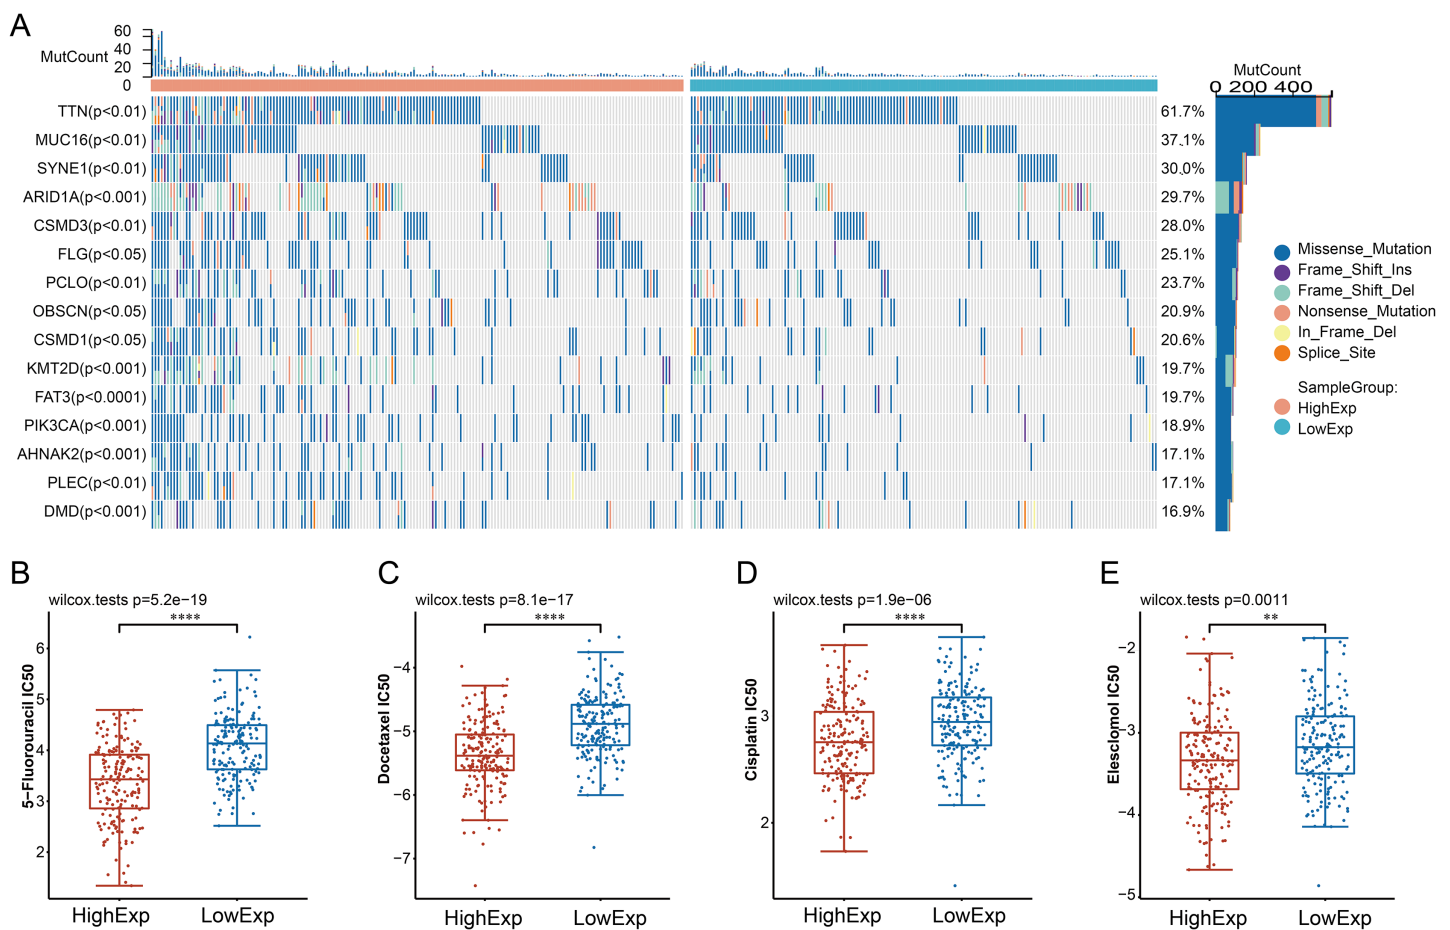 A
60
40
20
0
MutCount
MutCount
0 200 400
TTN(p<0.01) 61.7%
MUC16(p<0.01) 37.1%
SYNE1(p<0.01) 30.0%
ARID1A(p<0.001) 29.7%
CSMD3(p<0.01) 28.0%
FLG(p<0.05) 25.1%
PCLO(p<0.01) 23.7%
OBSCN(p<0.05) 20.9%
CSMD1(p<0.05) 20.6%
KMT2D(p<0.001) 19.7%
FAT3(p<0.0001) 19.7%
PIK3CA(p<0.001) 18.9%
AHNAK2(p<0.001) 17.1%
PLEC(p<0.01) 17.1%
DMD(p<0.001) 16.9%
Missense_Mutation
Frame_Shift_Ins
Frame_Shift_Del
Nonsense_Mutation
In_Frame_Del
Splice_Site
SampleGroup:
HighExp
LowExp
B
wilcox.tests p=5.2e−19
****
5−Fluorouracil IC50
6
5
4
3
2
HighExp LowExp
C
wilcox.tests p=8.1e−17
****
Docetaxel IC50
−4
−5
−6
−7
HighExp LowExp
D
wilcox.tests p=1.9e−06
****
Cisplatin IC50
3
2
HighExp LowExp
E
wilcox.tests p=0.0011
**
Elesclomol IC50
−2
−3
−4
−5
HighExp LowExp